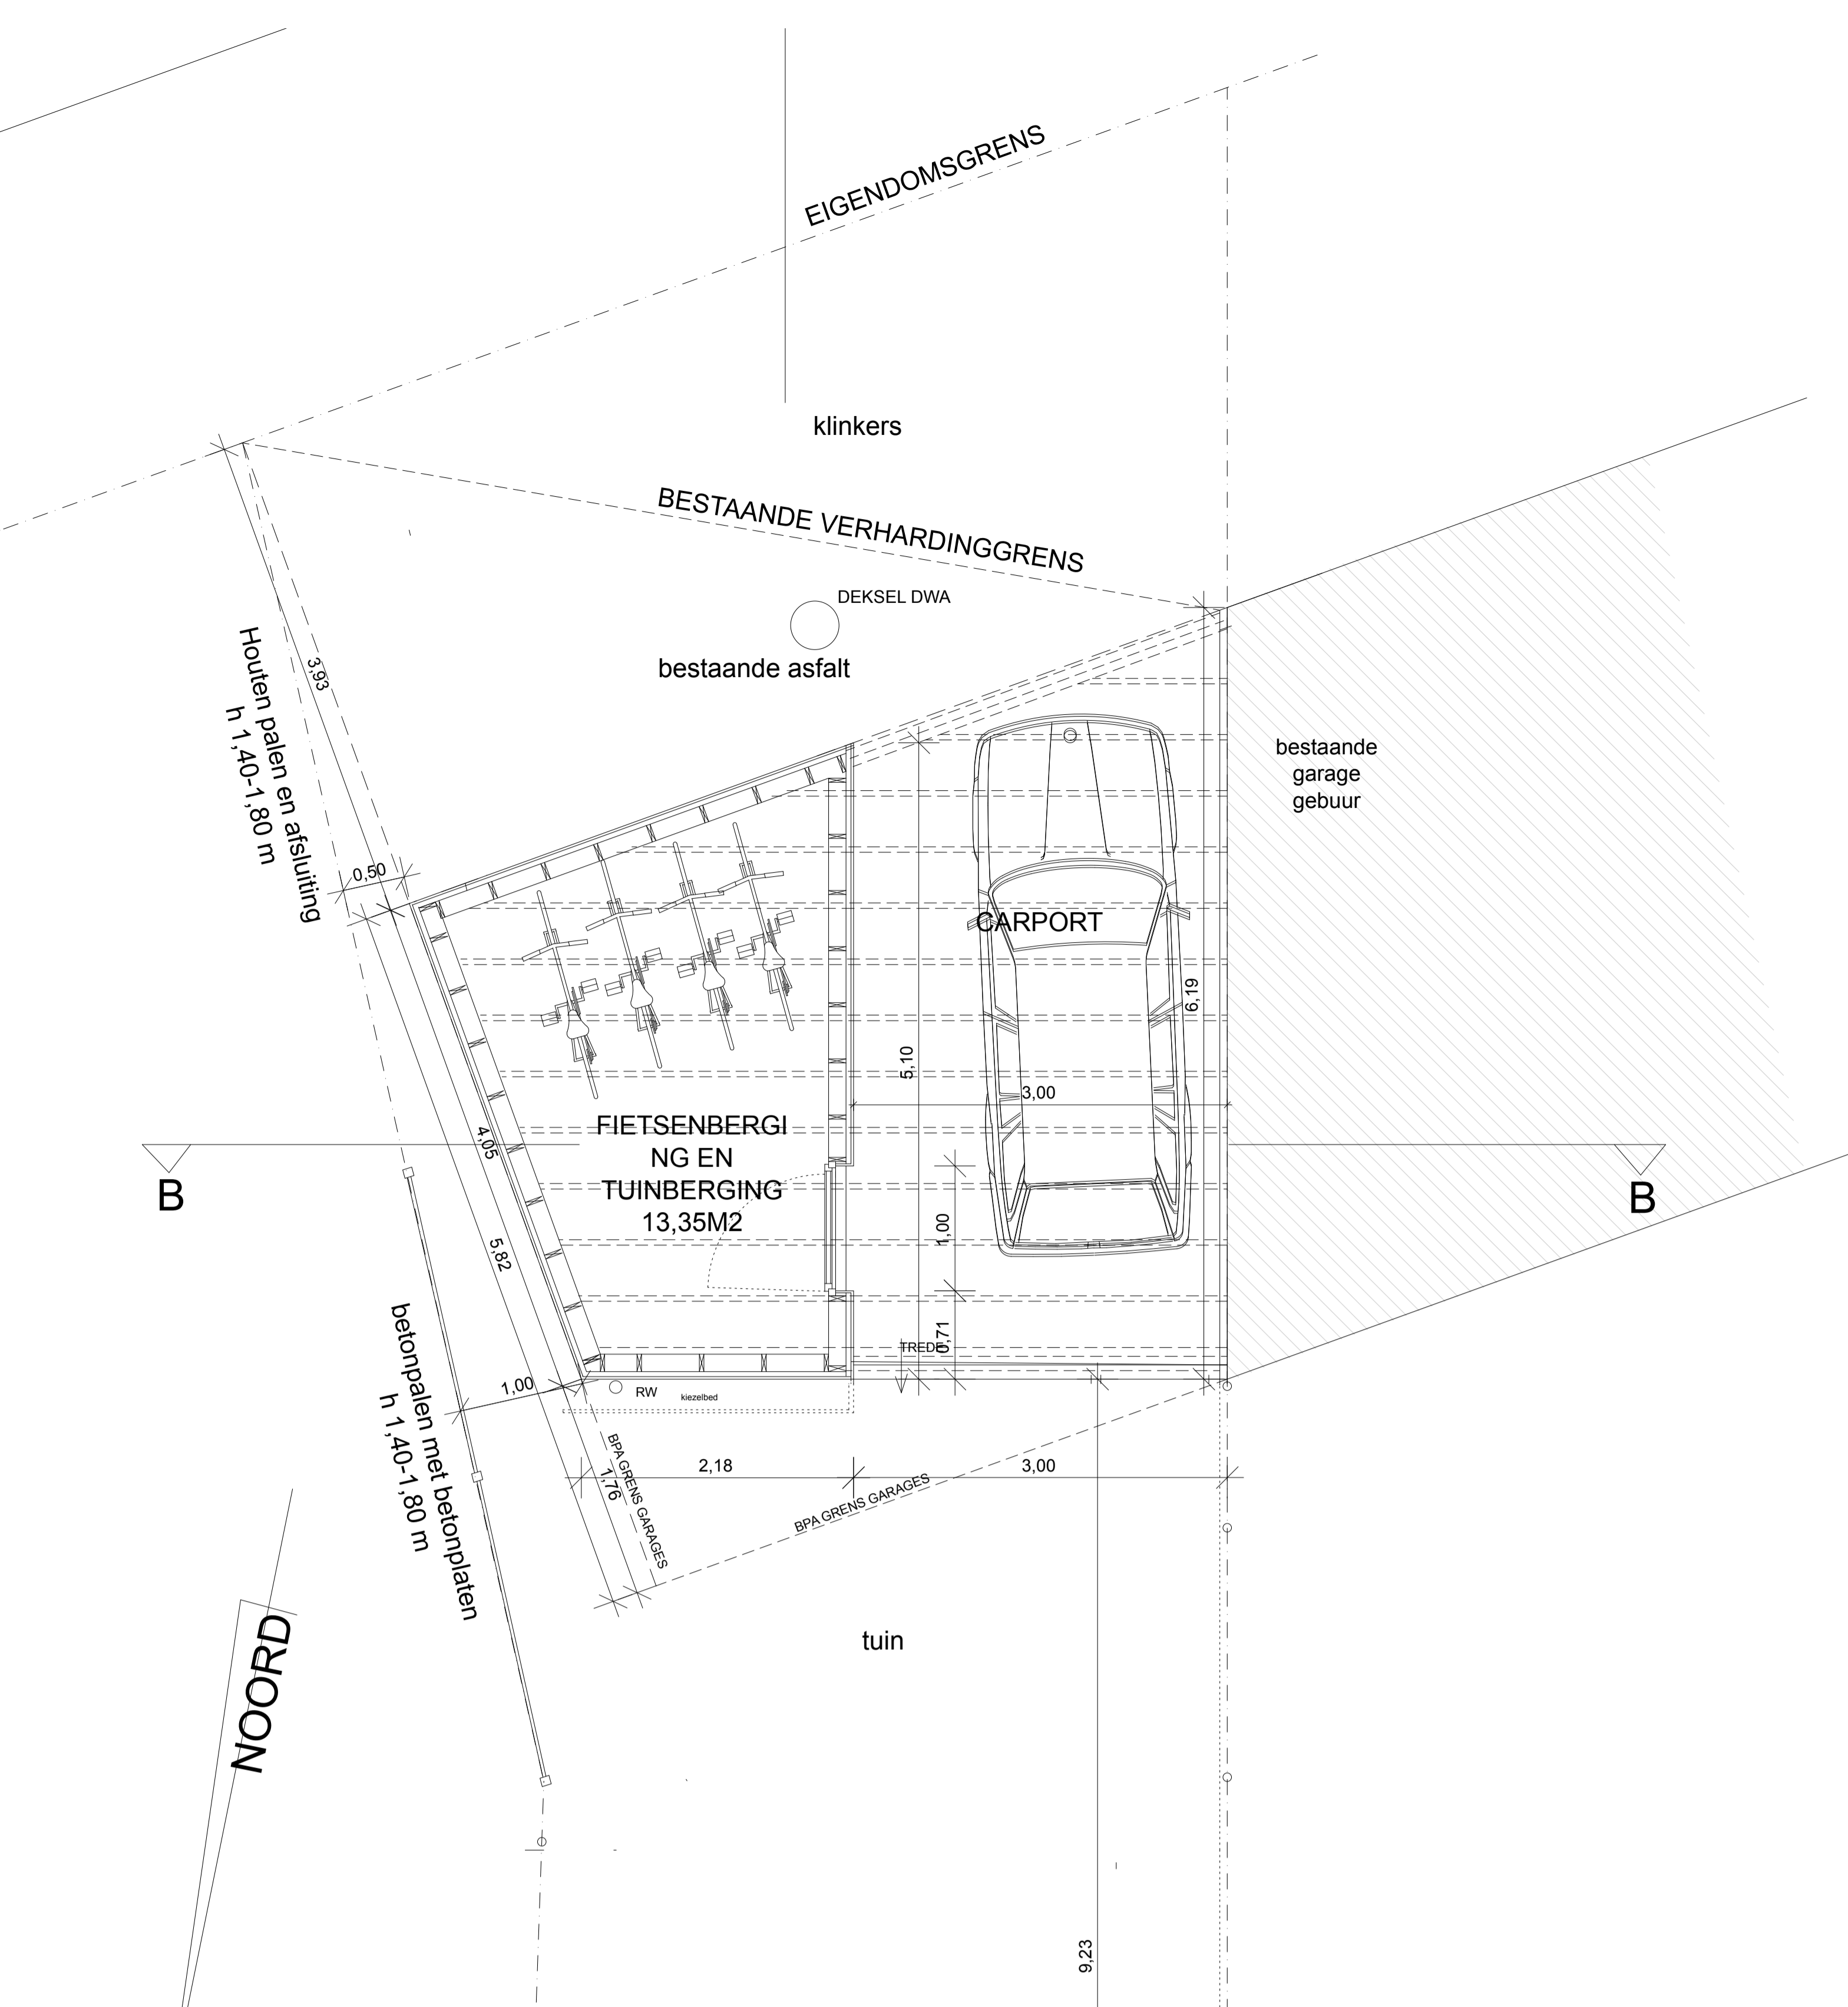 EIGENDOMSGRENS
klinkers
BESTAANDE VERHARDINGGRENS
DEKSEL DWA
bestaande asfalt
Houten palen en afsluiting
h 1,40-1,80 m
3,93
bestaande
garage
gebuur
0,50
CARPORT
6,19
5,10
3,00
FIETSENBERGI
NG EN
TUINBERGING
13,35M2
4,05
B
B
1,00
5,82
0,71
TREDE
betonpalen met betonplaten
h 1,40-1,80 m
1,00
RW
kiezelbed
2,18
3,00
1,76
BPA GRENS GARAGES
BPA GRENS GARAGES
tuin
NOORD
9,23